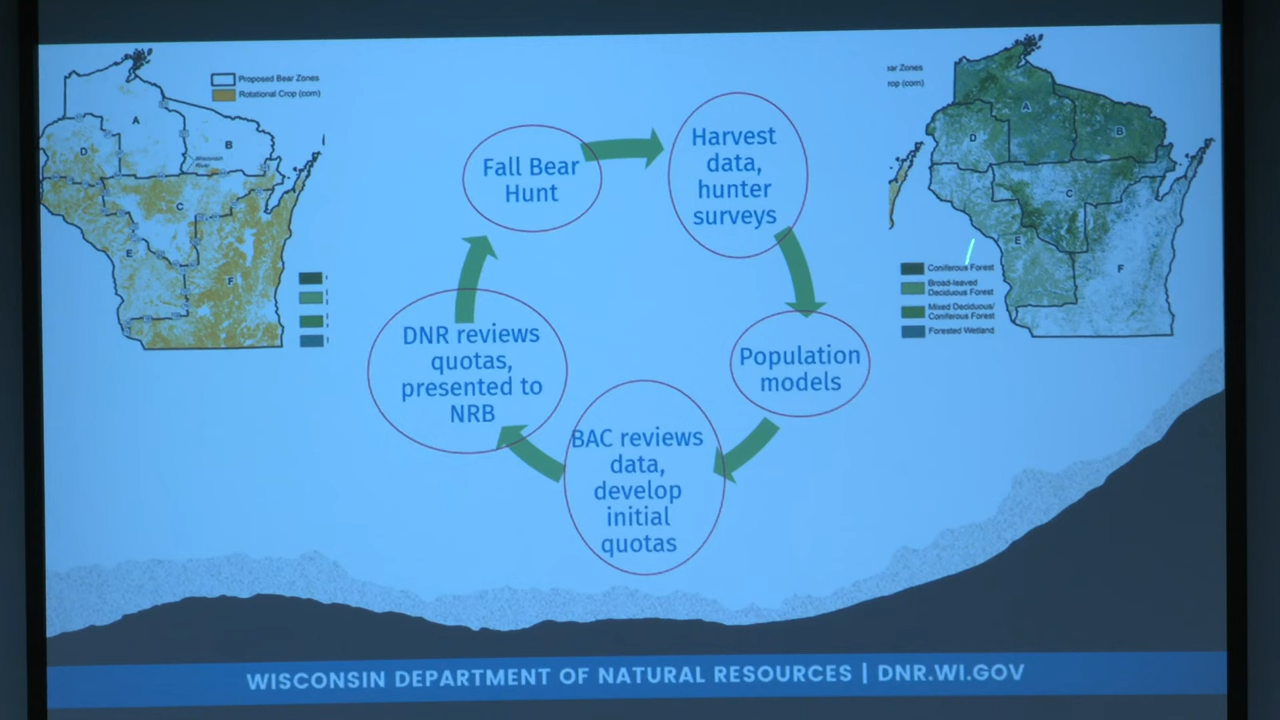 Proposed Bear Zones
Rotational Crop (corn)
A
B
D
Wisconsin
River
C
E
F
Fall Bear
Hunt
Harvest
data,
hunter
surveys
Population
models
BAC reviews
data,
develop
initial
quotas
DNR reviews
quotas,
presented to
NRB
ar Zones
rop (corn)
A
B
D
C
E
F
Coniferous Forest
Broad-leaved
Deciduous Forest
Mixed Deciduous/
Coniferous Forest
Forested Wetland
WISCONSIN DEPARTMENT OF NATURAL RESOURCES | DNR.WI.GOV